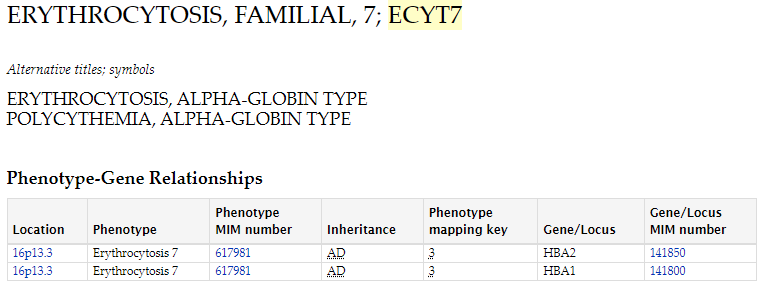 ERYTHROCYTOSIS, FAMILIAL, 7; ECYT7
Alternative titles; symbols
ERYTHROCYTOSIS, ALPHA-GLOBIN TYPE
POLYCYTHEMIA, ALPHA-GLOBIN TYPE
Phenotype-Gene Relationships
Location Phenotype Phenotype MIM number Inheritance Phenotype mapping key Gene/Locus Gene/Locus MIM number
16p13.3 Erythrocytosis 7 617981 AD 3 HBA2 141850
16p13.3 Erythrocytosis 7 617981 AD 3 HBA1 141800